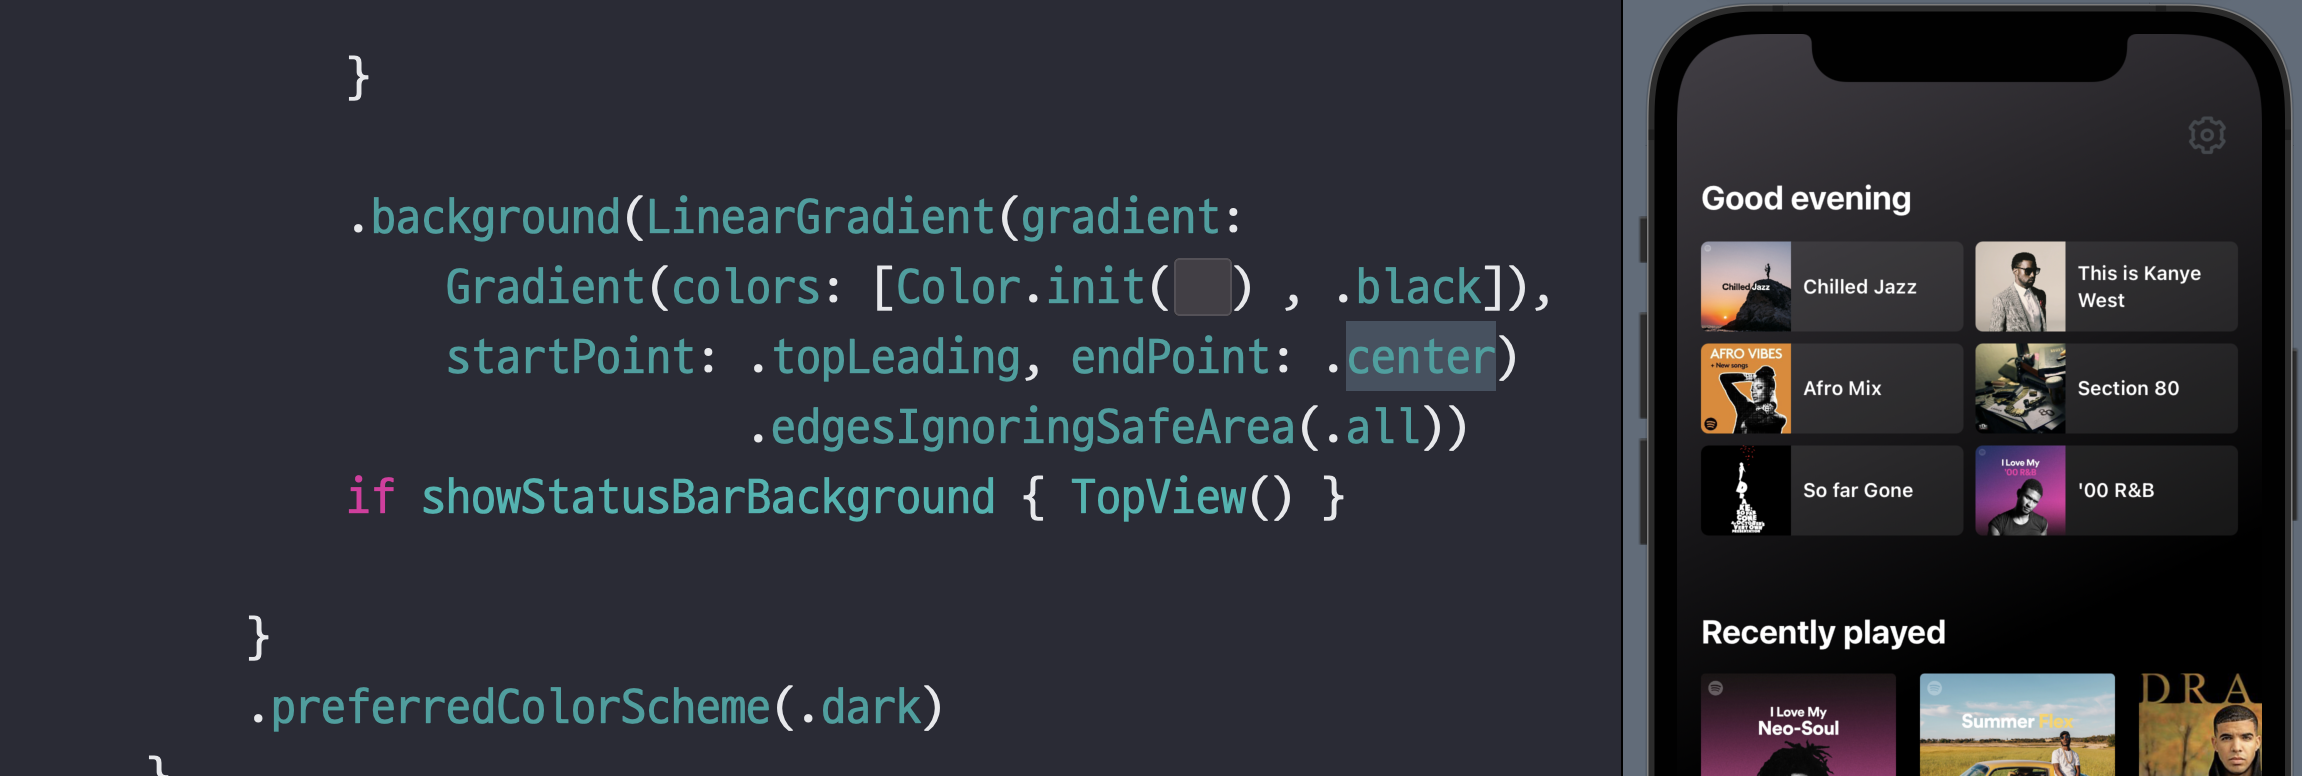 }
.background(LinearGradient(gradient:
Gradient(colors: [Color.init( ) , .black]),
startPoint: .topLeading, endPoint: .center)
.edgesIgnoringSafeArea(.all))
if showStatusBarBackground { TopView() }
}
.preferredColorScheme(.dark)
}
Good evening
Chilled Jazz
Chilled Jazz
This is Kanye
West
AFRO VIBES
+ New songs
Afro Mix
Section 80
So far Gone
I Love My
'00 R&B
'00 R&B
Recently played
I Love My
Neo-Soul
Summer Flex
DRA